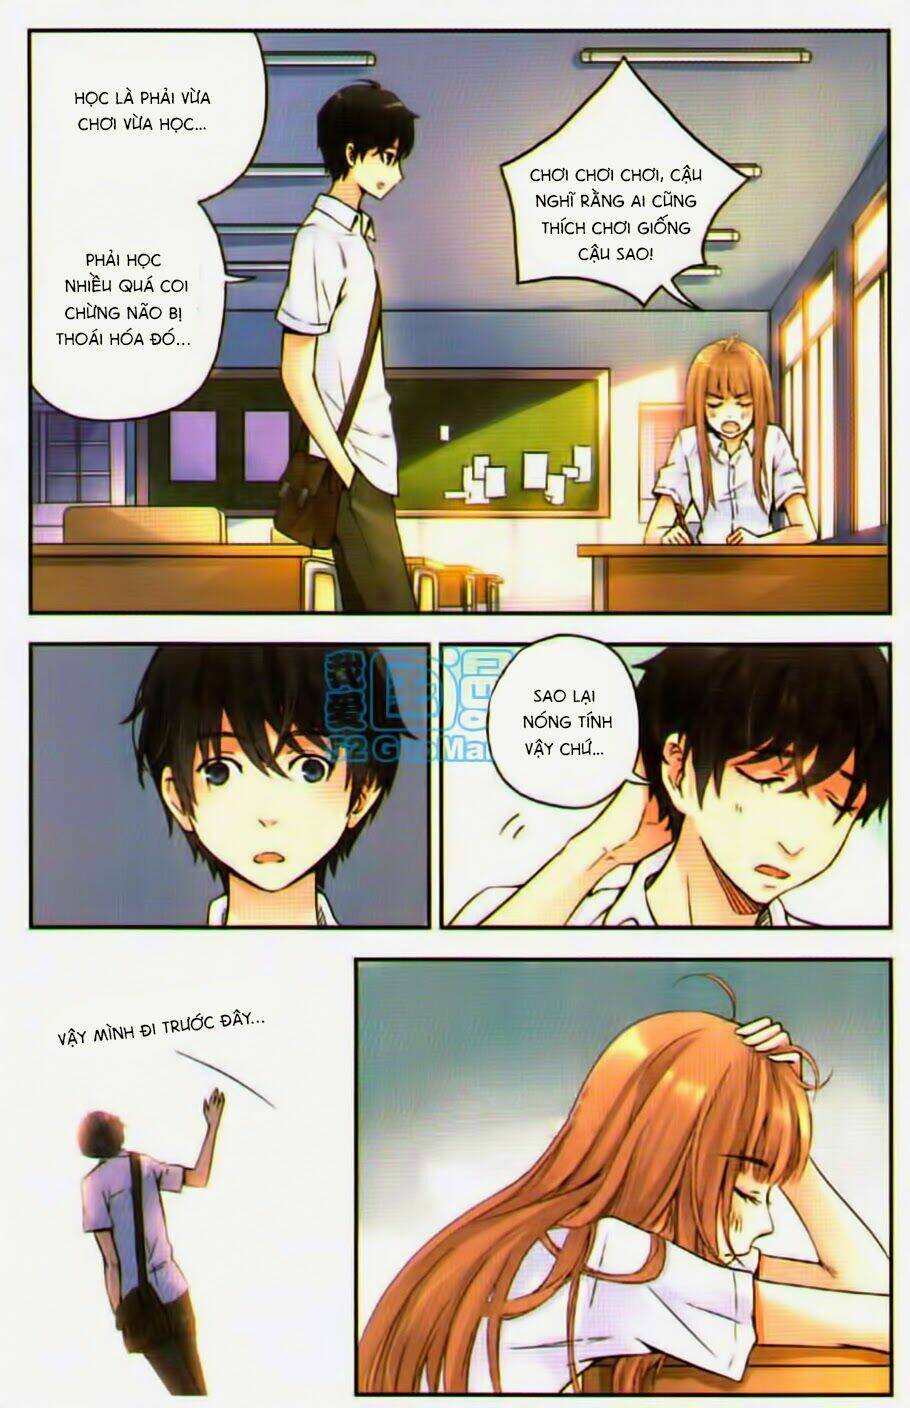 HỌC LÀ PHẢI VỪA
CHƠI VỪA HỌC...
PHẢI HỌC
NHIỀU QUÁ COI
CHỪNG NÃO BỊ
THOÁI HÓA ĐÓ...
CHƠI CHƠI CHƠI, CẬU
NGHĨ RẰNG AI CŨNG
THÍCH CHƠI GIỐNG
CẬU SAO!
SAO LẠI
NÓNG TÍNH
VẬY CHỨ...
我愛
VẬY MÌNH ĐI TRƯỚC ĐÂY...